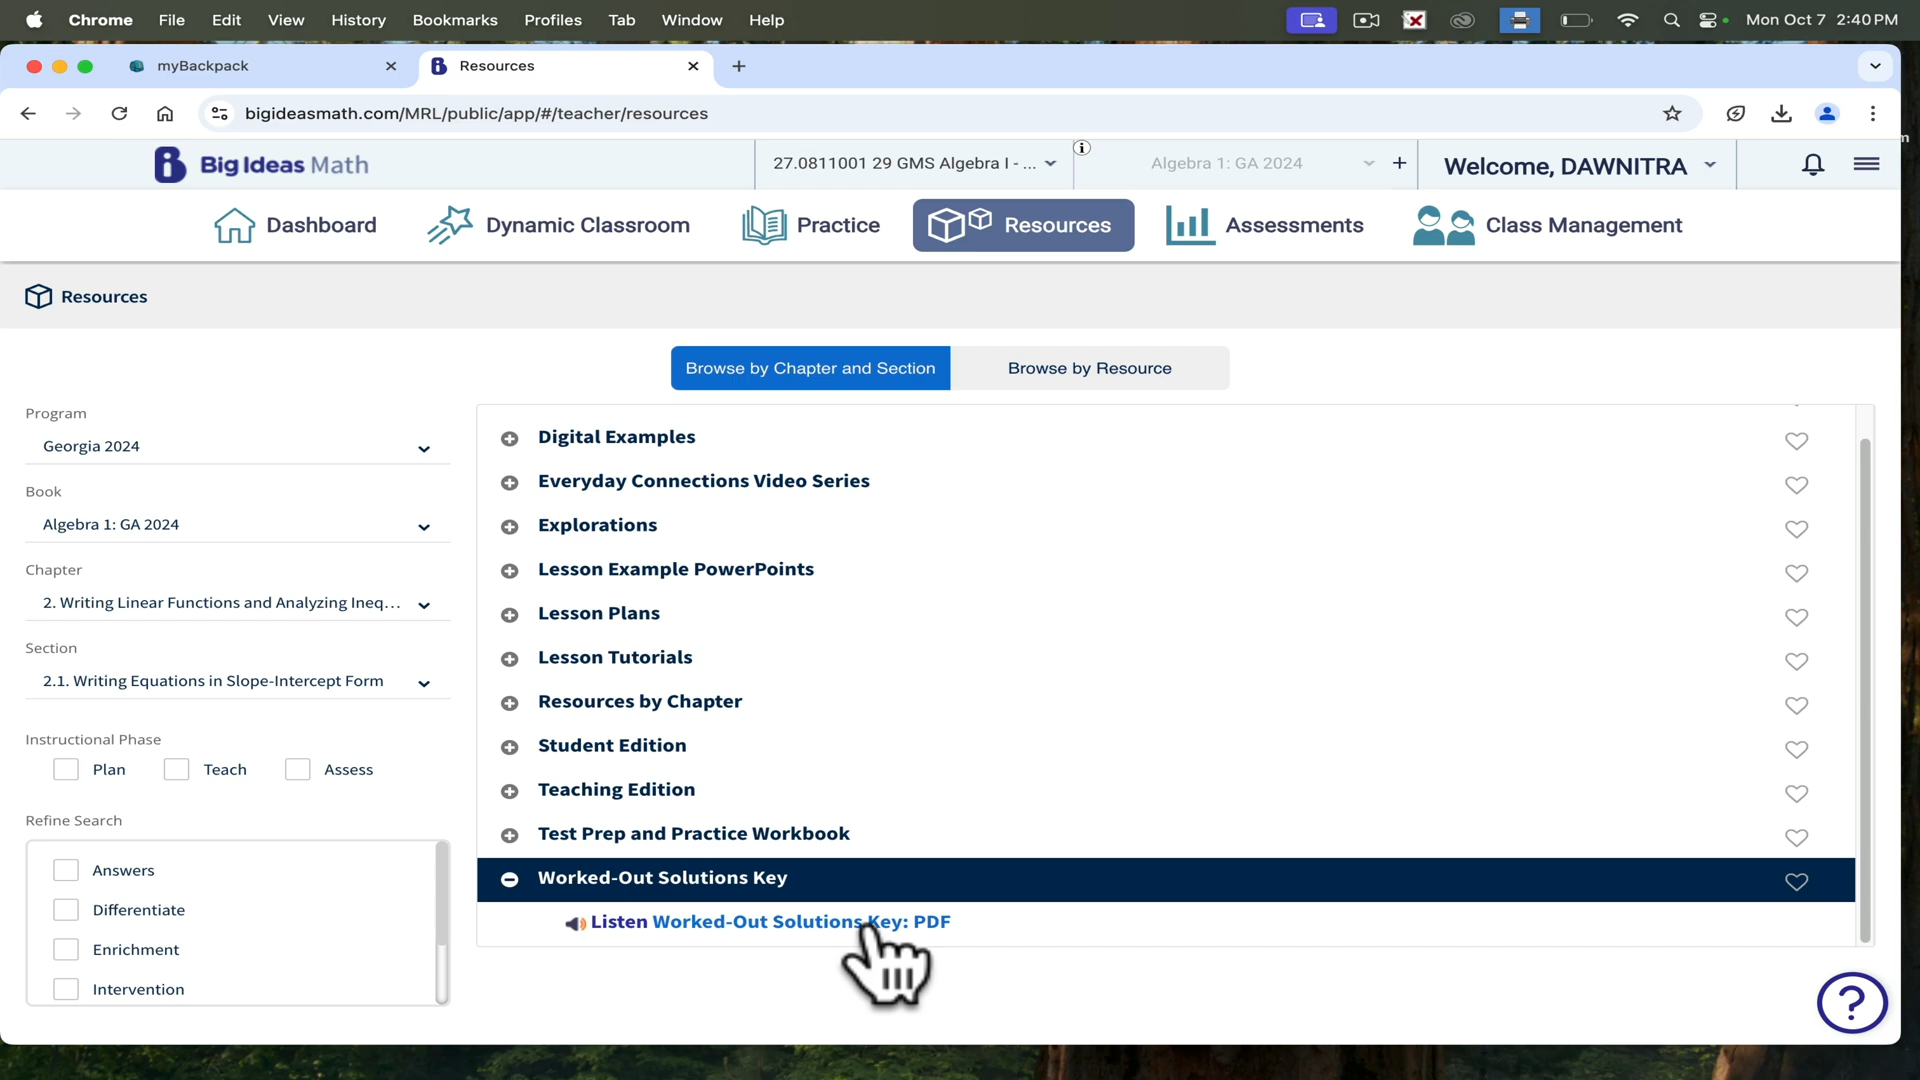 Chrome File Edit View History Bookmarks Profiles Tab Window Help Mon Oct 7 2:40 PM
myBackpack Resources
bigideasmath.com/MRL/public/app/#/teacher/resources
Big Ideas Math 27.0811001 29 GMS Algebra I - ... Algebra 1: GA 2024 Welcome, DAWNITRA
Dashboard Dynamic Classroom Practice Resources Assessments Class Management
Resources
Browse by Chapter and Section Browse by Resource
Program
Georgia 2024
Book
Algebra 1: GA 2024
Chapter
2. Writing Linear Functions and Analyzing Ineq...
Section
2.1. Writing Equations in Slope-Intercept Form
Instructional Phase
Plan Teach Assess
Refine Search
Answers
Differentiate
Enrichment
Intervention
Digital Examples
Everyday Connections Video Series
Explorations
Lesson Example PowerPoints
Lesson Plans
Lesson Tutorials
Resources by Chapter
Student Edition
Teaching Edition
Test Prep and Practice Workbook
Worked-Out Solutions Key
Listen Worked-Out Solutions Key: PDF